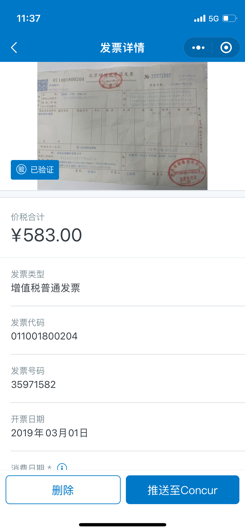 11:37
5G
发票详情
已验证
价税合计
¥583.00
发票类型
增值税普通发票
发票代码
011001800204
发票号码
35971582
开票日期
2019年03月01日
消费日期 *
删除
推送至Concur